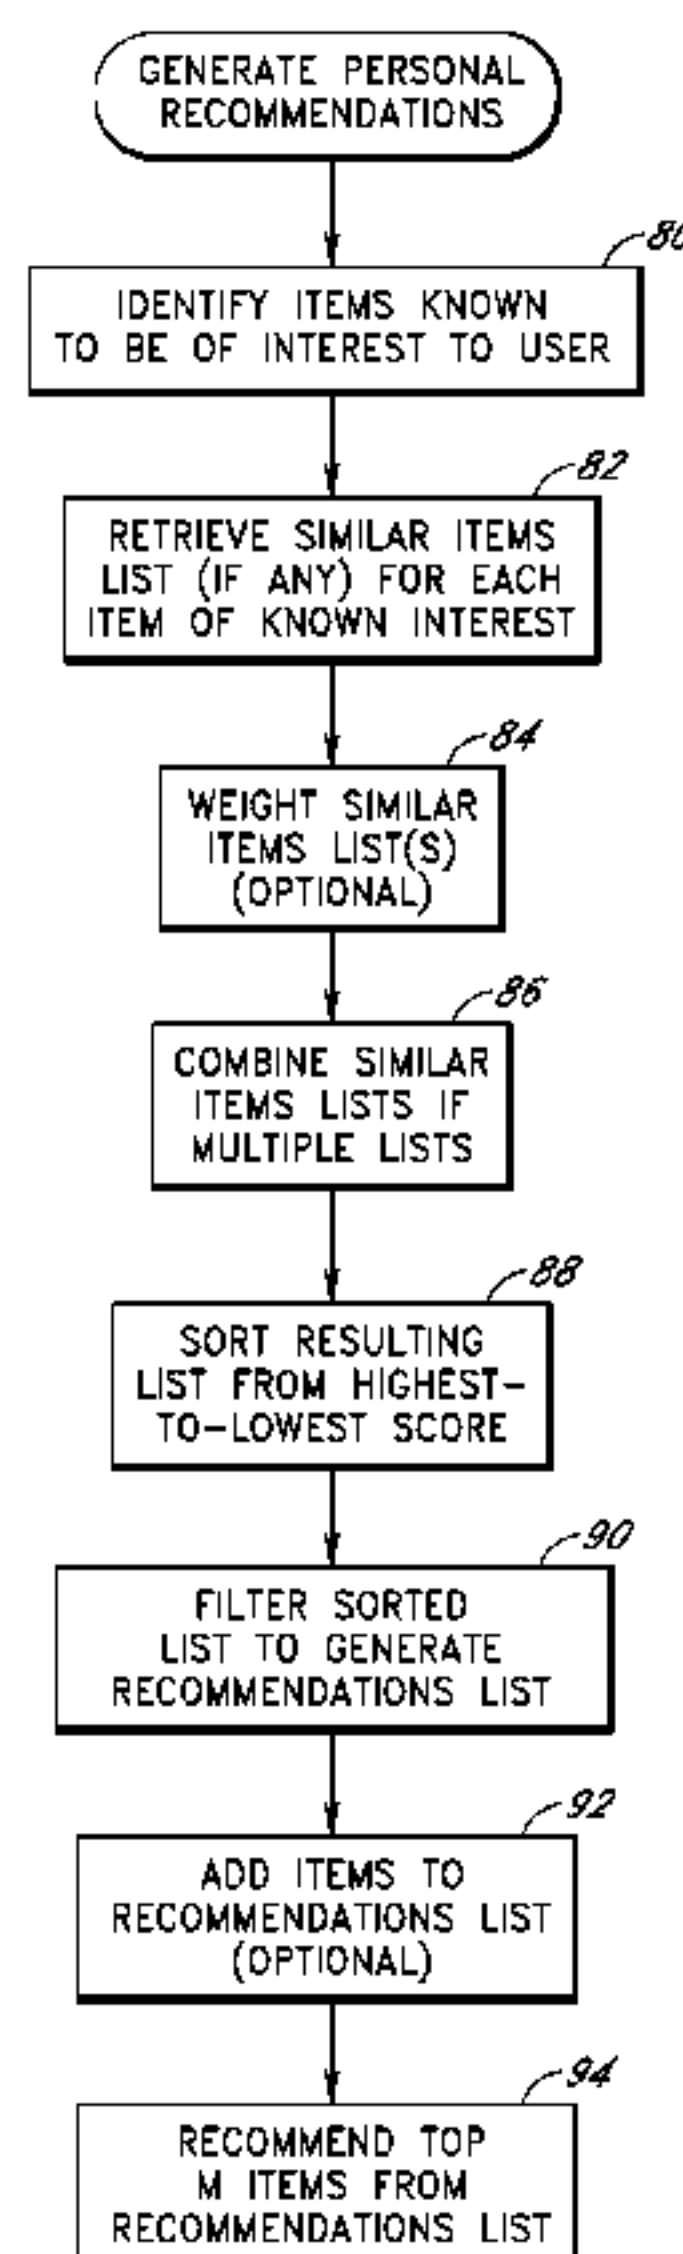 GENERATE PERSONAL
RECOMMENDATIONS
80
IDENTIFY ITEMS KNOWN
TO BE OF INTEREST TO USER
82
RETRIEVE SIMILAR ITEMS
LIST (IF ANY) FOR EACH
ITEM OF KNOWN INTEREST
84
WEIGHT SIMILAR
ITEMS LIST(S)
(OPTIONAL)
86
COMBINE SIMILAR
ITEMS LISTS IF
MULTIPLE LISTS
88
SORT RESULTING
LIST FROM HIGHEST-
TO-LOWEST SCORE
90
FILTER SORTED
LIST TO GENERATE
RECOMMENDATIONS LIST
92
ADD ITEMS TO
RECOMMENDATIONS LIST
(OPTIONAL)
94
RECOMMEND TOP
M ITEMS FROM
RECOMMENDATIONS LIST